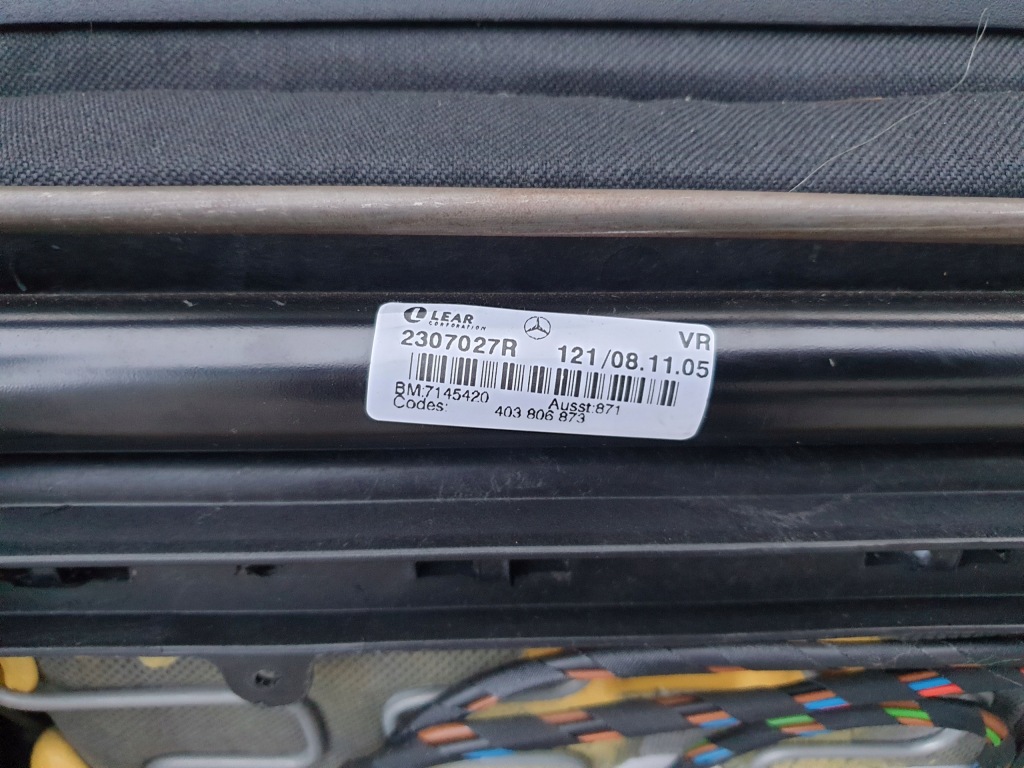 LEAR
CORPORATION
VR
2307027R 121/08.11.05
BM:7145420 Ausst:871
Codes: 403 806 873